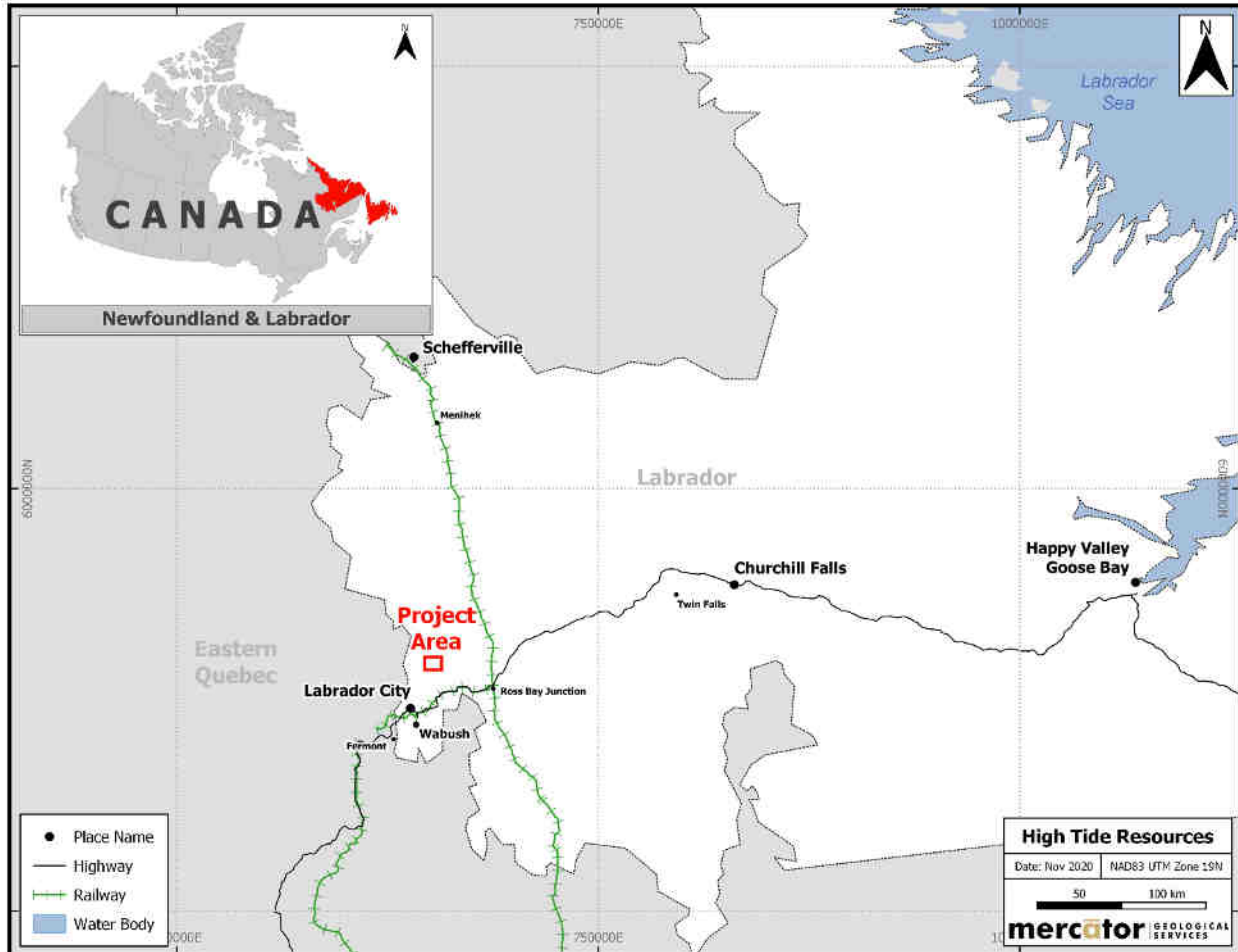 N
CANADA
Newfoundland & Labrador
750000E
1000000E
N
Labrador
Sea
Schefferville
Menihek
6000000N
Labrador
6000000N
Happy Valley
Goose Bay
Churchill Falls
Twin Falls
Project
Area
Eastern
Quebec
Labrador City
Ross Bay Junction
Wabush
Fermont
Place Name
Highway
Railway
Water Body
750000E
High Tide Resources
Date: Nov 2020
NAD83 UTM Zone 19N
50
100 km
mercator
GEOLOGICAL
SERVICES